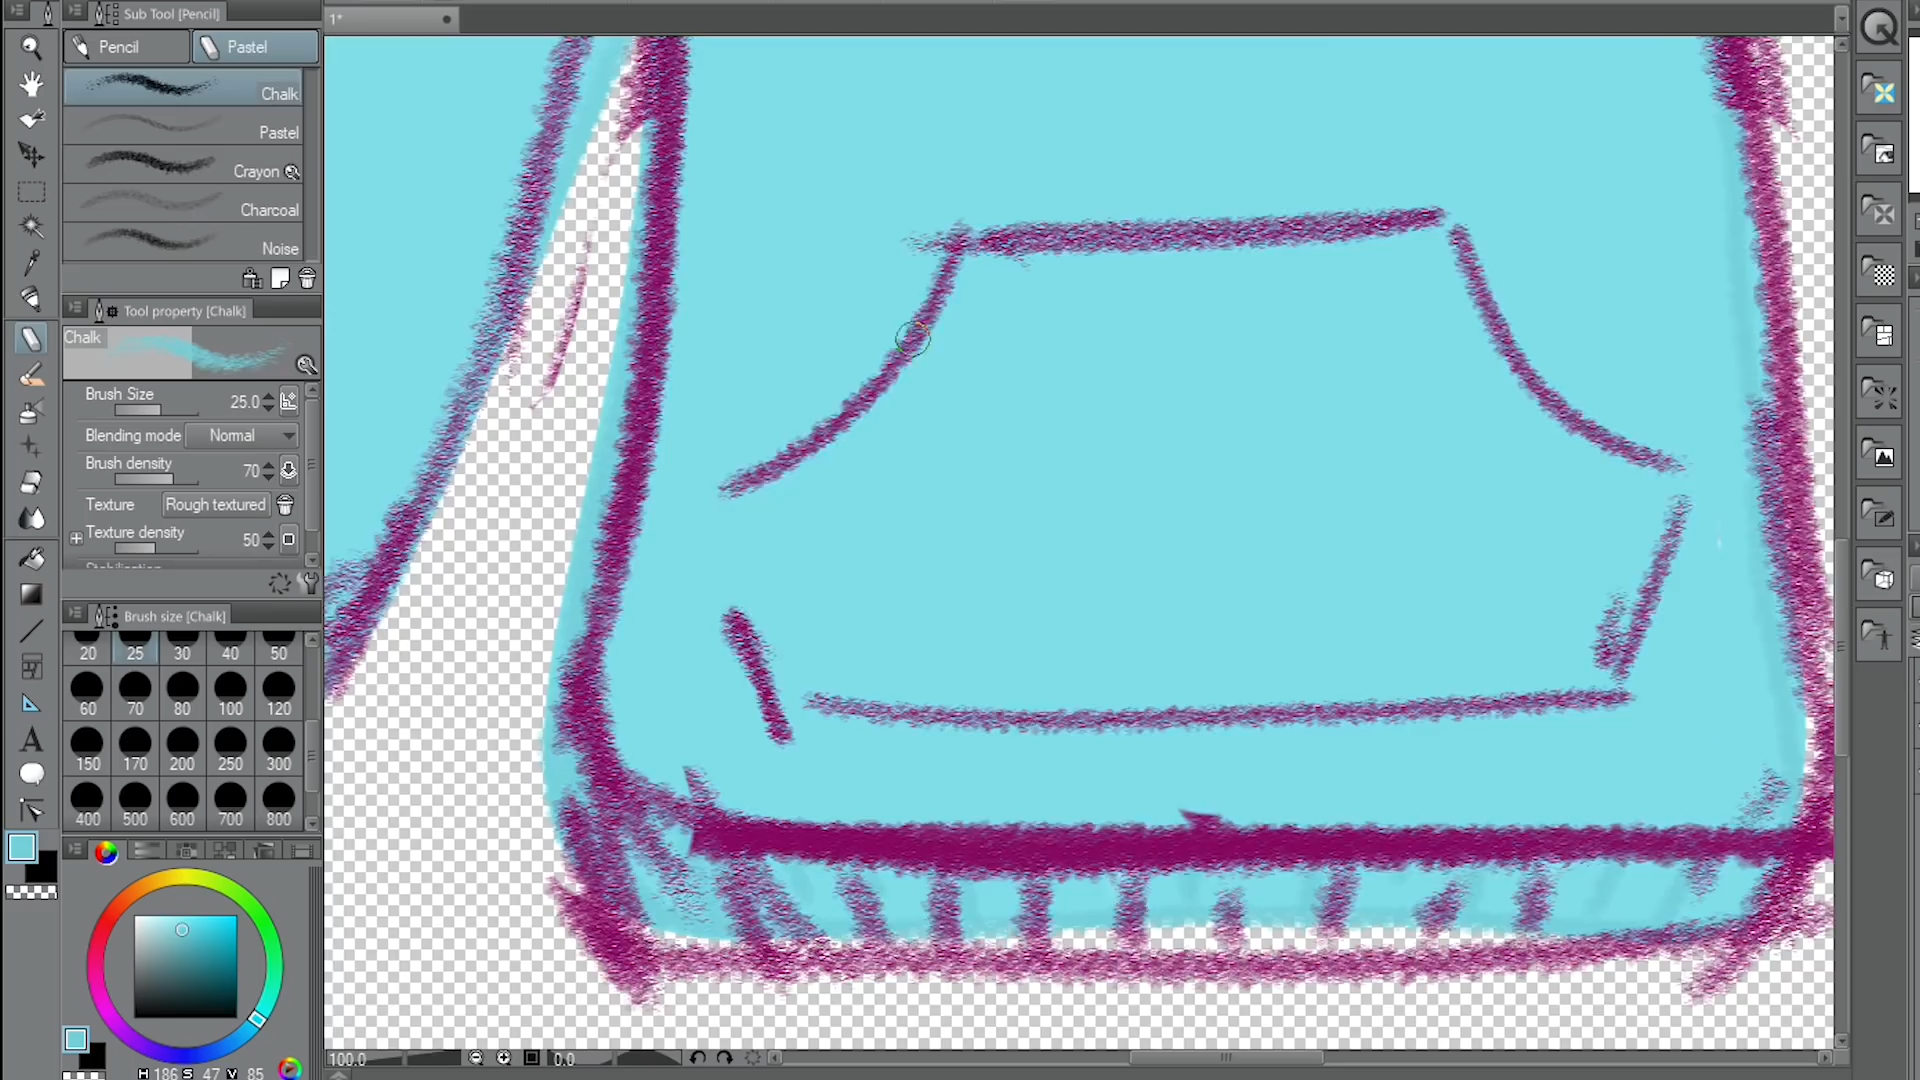 Sub Tool [Pencil]
1*
Pencil
Pastel
Chalk
Pastel
Crayon
Charcoal
Noise
Tool property [Chalk]
Chalk
Brush Size 25.0
Blending mode Normal
Brush density 70
Texture Rough textured
Texture density 50
Stabilization
Brush size [Chalk]
20 25 30 40 50
60 70 80 100 120
150 170 200 250 300
400 500 600 700 800
A
100.0 0.0
H 186 S 47 V 85